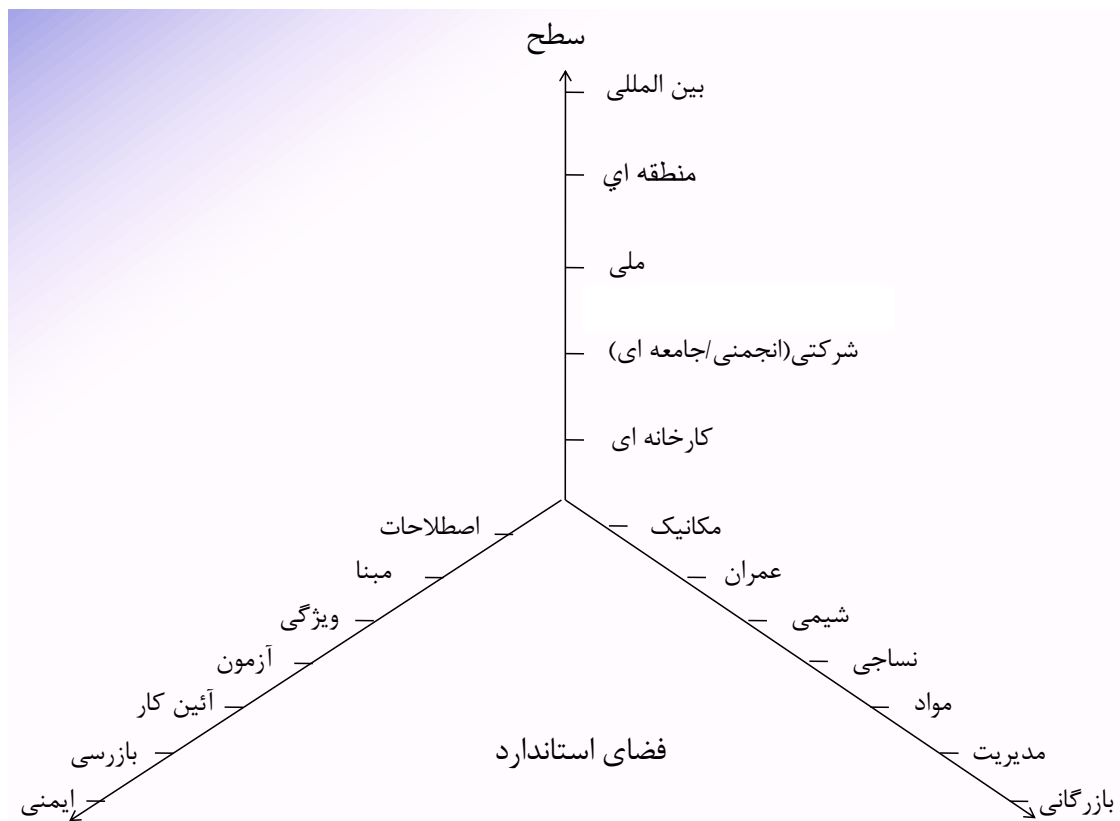 سطح
بین المللی
منطقه اي
ملی
شرکتی(انجمنی/جامعه ای)
کارخانه ای
مکانیک
عمران
شیمی
نساجی
مواد
مدیریت
بازرگانی
اصطلاحات
مبنا
ویژگی
آزمون
آئین کار
بازرسی
ایمنی
فضای استاندارد